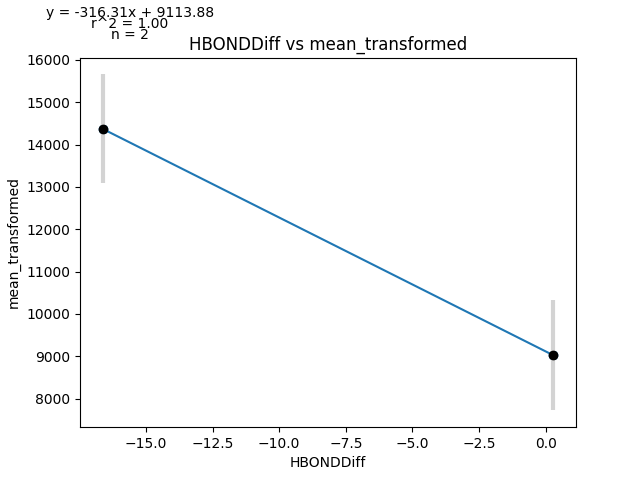 y = -316.31x + 9113.88
r^2 = 1.00
n = 2
HBONDDiff vs mean_transformed
16000
15000
14000
13000
12000
11000
10000
9000
8000
mean_transformed
−15.0 −12.5 −10.0 −7.5 −5.0 −2.5 0.0
HBONDDiff